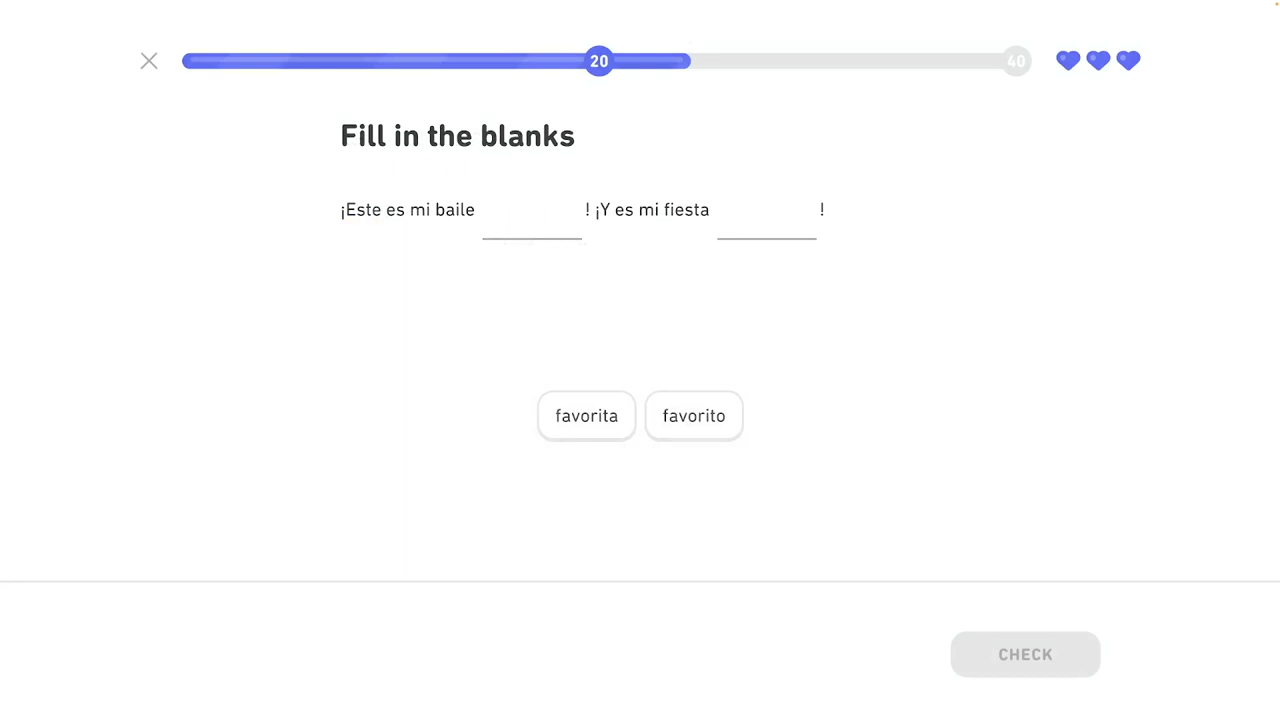 20
40
Fill in the blanks
¡Este es mi baile ! ¡Y es mi fiesta !
favorita
favorito
CHECK